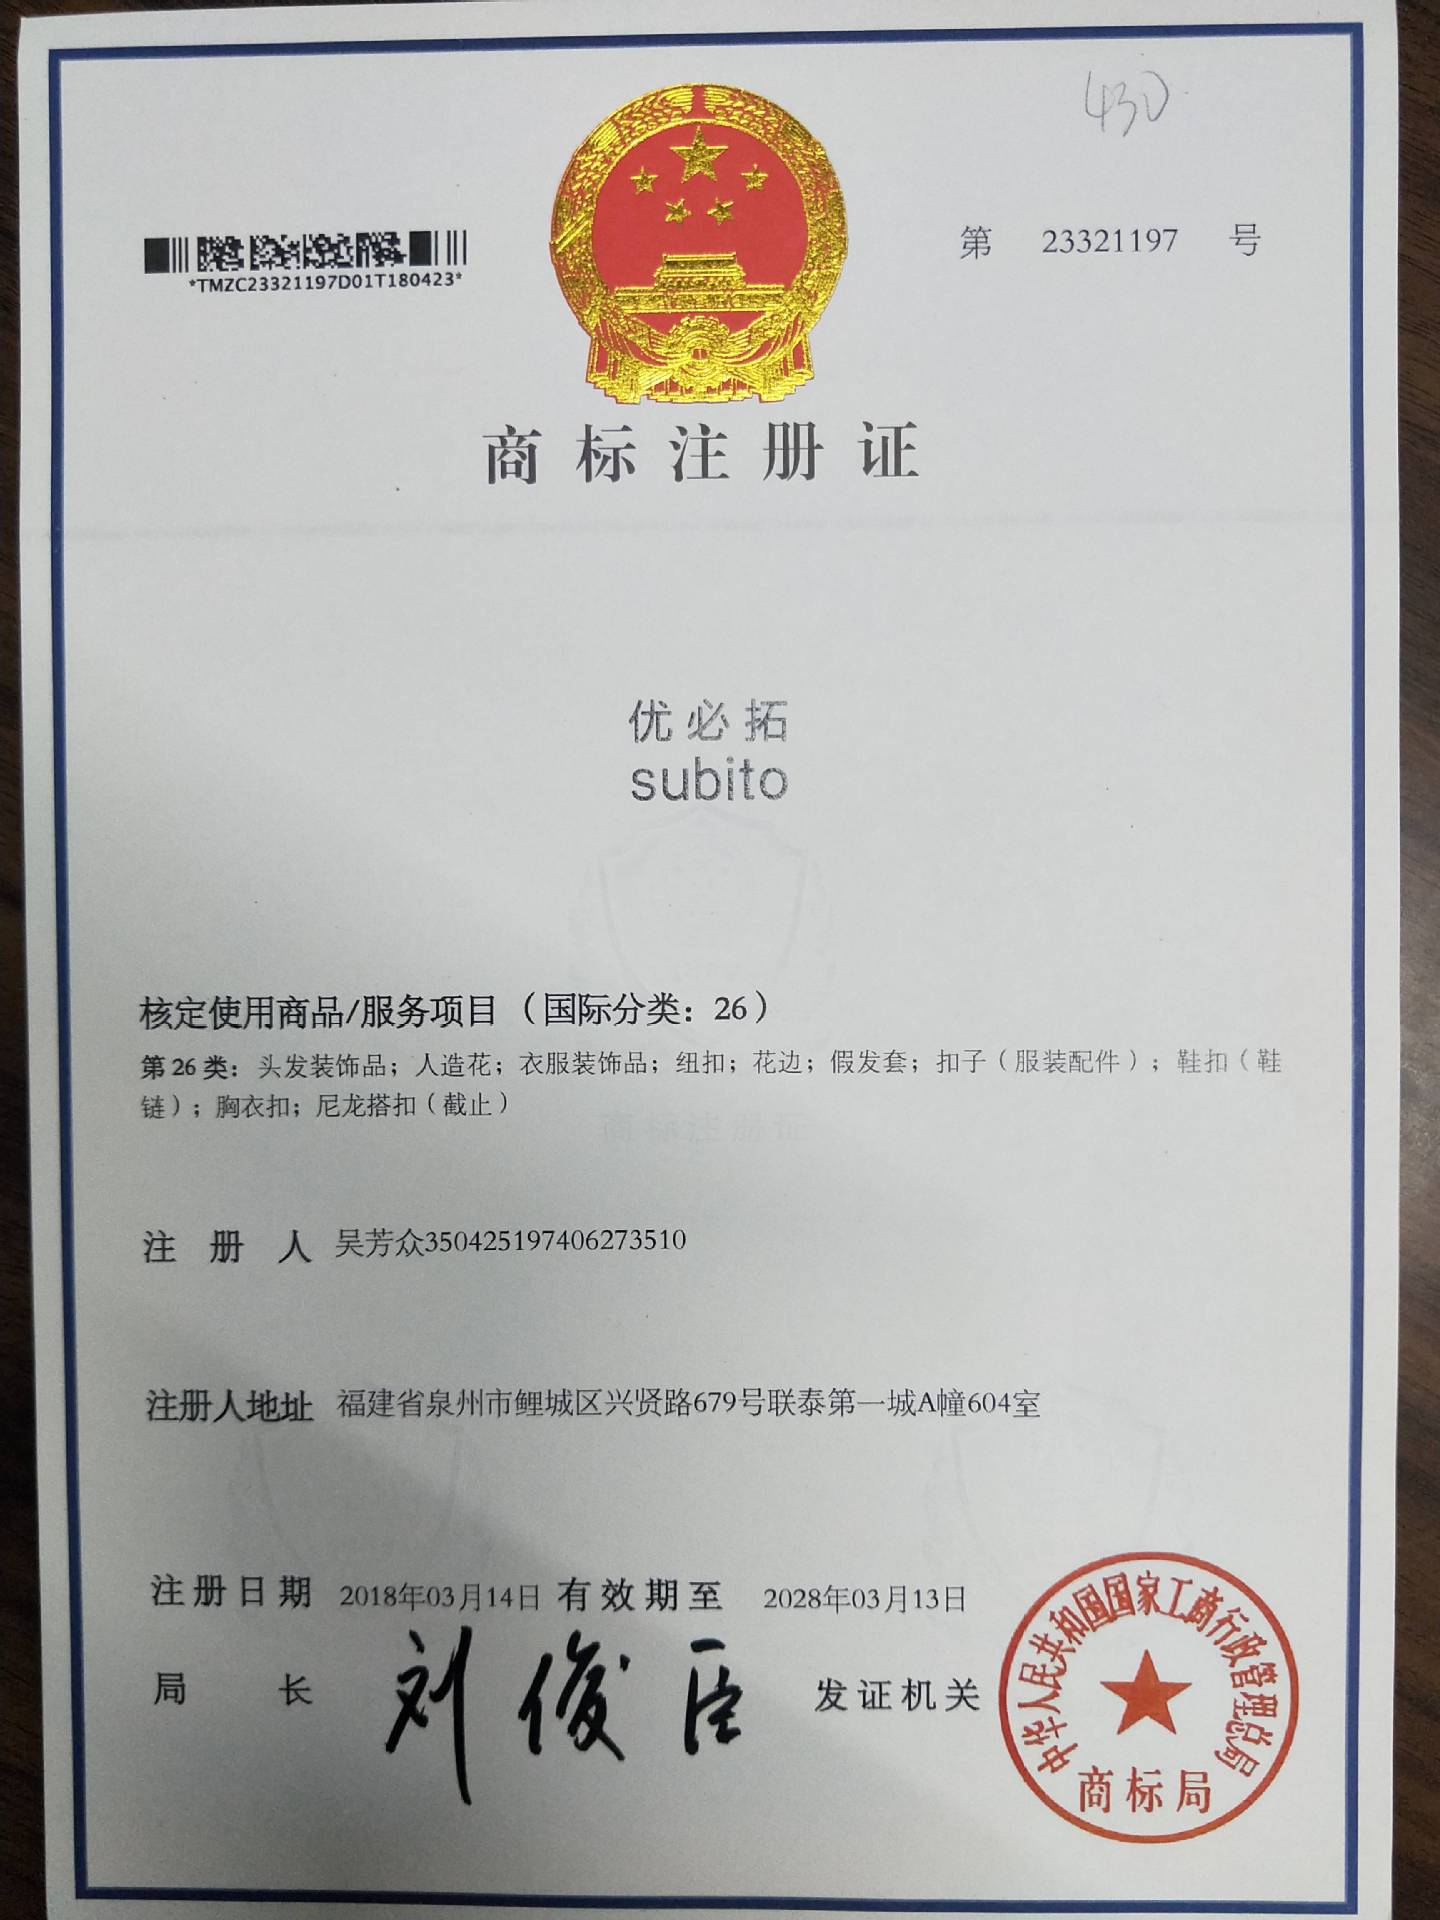 430
第 23321197 号
*TMZC23321197D01T180423*
商标注册证
优必拓
subito
核定使用商品/服务项目（国际分类：26）
第26类：头发装饰品；人造花；衣服装饰品；纽扣；花边；假发套；扣子（服装配件）；鞋扣（鞋
链）；胸衣扣；尼龙搭扣（截止）
商标注册证
注册人 吴芳众350425197406273510
注册人地址 福建省泉州市鲤城区兴贤路679号联泰第一城A幢604室
注册日期 2018年03月14日 有效期至 2028年03月13日
局长 刘俊臣 发证机关
中华人民共和国国家工商行政管理总局
商标局